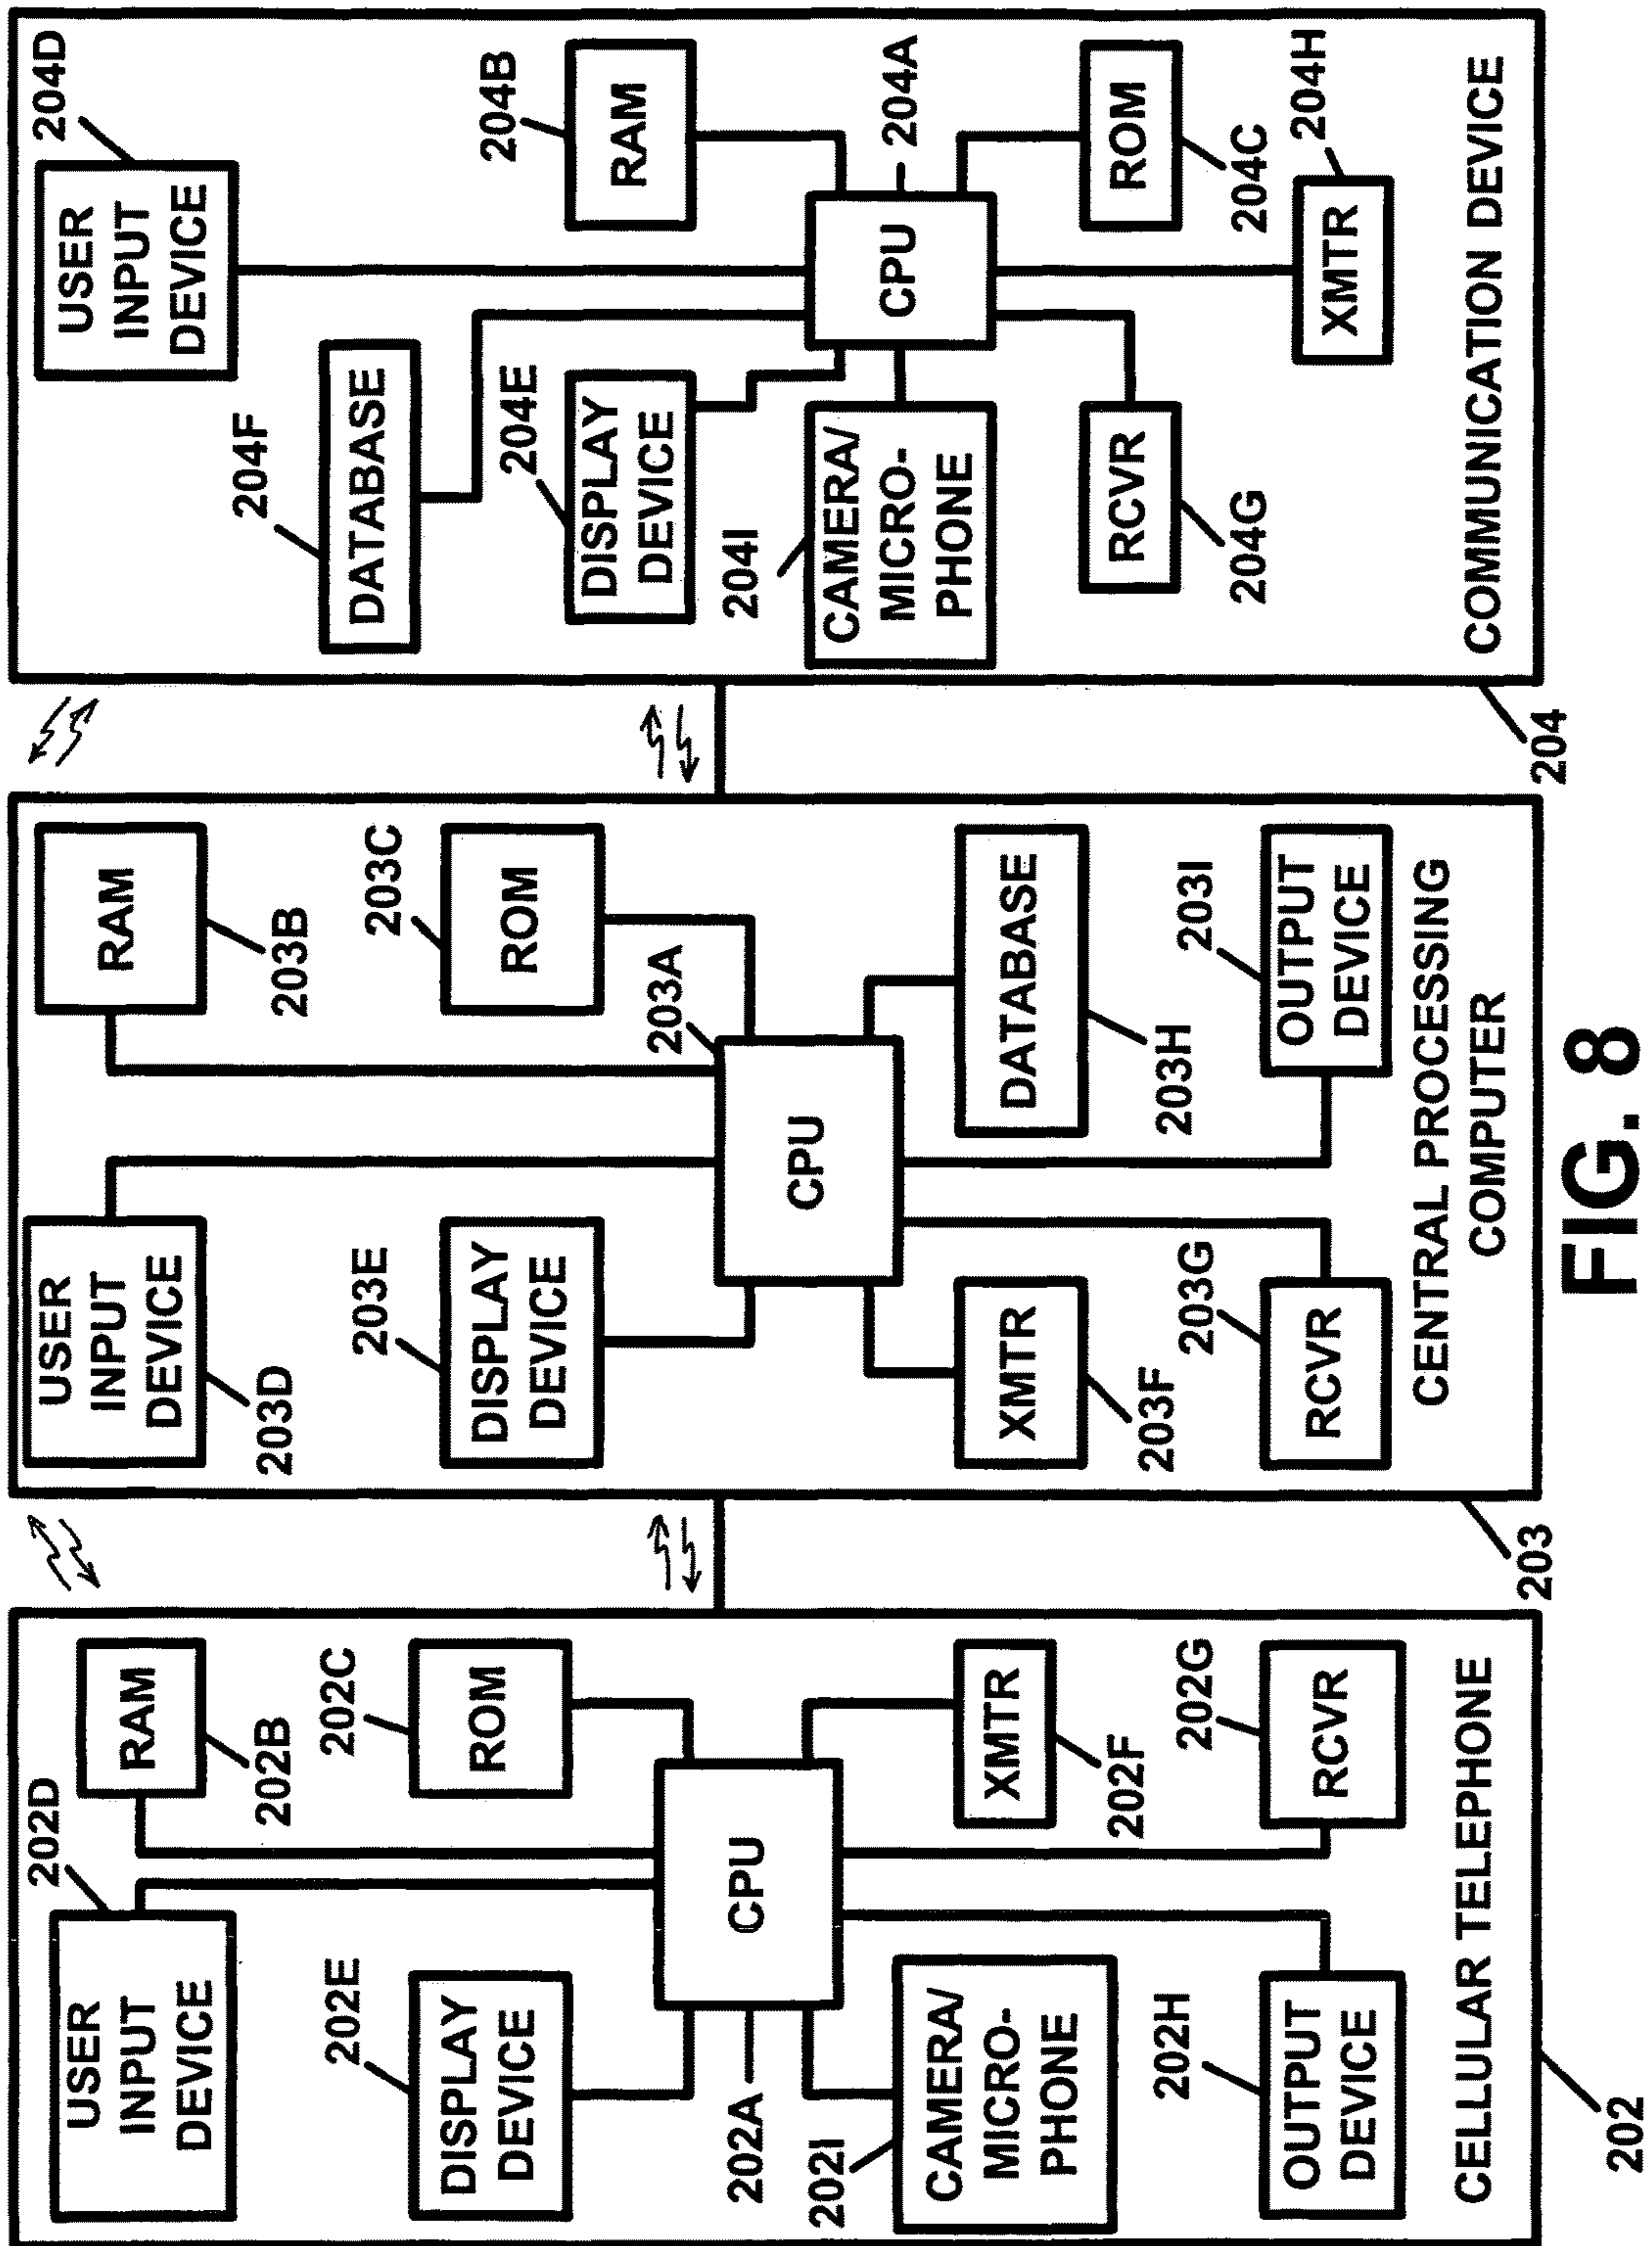 202D
USER
INPUT
DEVICE
RAM
202B
202E
DISPLAY
DEVICE
202C
ROM
202A
CPU
202I
CAMERA/
MICRO-
PHONE
XMTR
202F
202H
OUTPUT
DEVICE
202G
RCVR
CELLULAR TELEPHONE
202
USER
INPUT
DEVICE
203D
RAM
203B
203E
DISPLAY
DEVICE
203C
ROM
203A
CPU
XMTR
203F
DATABASE
203H
203G
RCVR
203I
OUTPUT
DEVICE
CENTRAL PROCESSING
COMPUTER
203
204D
USER
INPUT
DEVICE
204F
DATABASE
204B
RAM
204E
DISPLAY
DEVICE
204I
CAMERA/
MICRO-
PHONE
204A
CPU
RCVR
204G
ROM
204C
204H
XMTR
COMMUNICATION DEVICE
204
FIG. 8